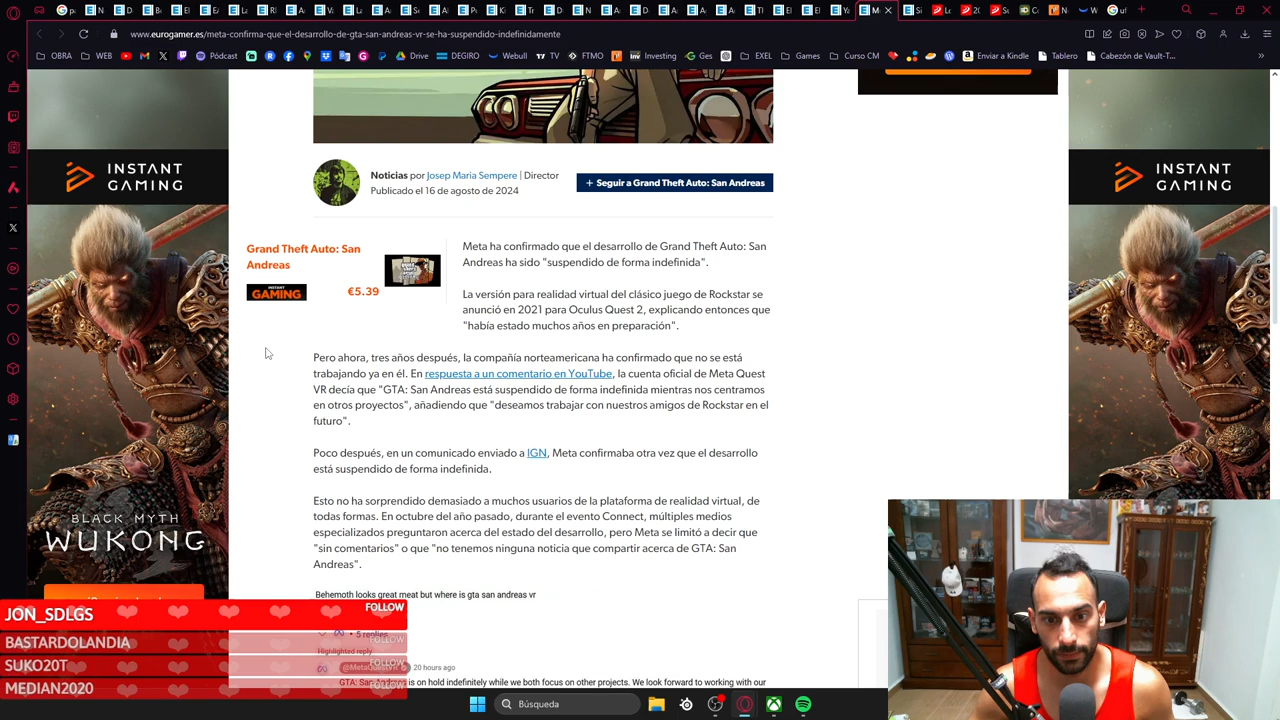 www.eurogamer.es/meta-confirma-que-el-desarrollo-de-gta-san-andreas-vr-se-ha-suspendido-indefinidamente
OBRA WEB YouTube M X Pódcast Drive DEGIRO Webull TV FTMO Investing Ges EXEL Games Curso CM Enviar a Kindle Tablero Cabezón de Vault-T...
INSTANT
GAMING
INSTANT
GAMING
Noticias por Josep Maria Sempere | Director
Publicado el 16 de agosto de 2024
+ Seguir a Grand Theft Auto: San Andreas
Grand Theft Auto: San
Andreas
INSTANT
GAMING
€5.39
Meta ha confirmado que el desarrollo de Grand Theft Auto: San
Andreas ha sido "suspendido de forma indefinida".
La versión para realidad virtual del clásico juego de Rockstar se
anunció en 2021 para Oculus Quest 2, explicando entonces que
"había estado muchos años en preparación".
Pero ahora, tres años después, la compañía norteamericana ha confirmado que no se está
trabajando ya en él. En respuesta a un comentario en YouTube, la cuenta oficial de Meta Quest
VR decía que "GTA: San Andreas está suspendido de forma indefinida mientras nos centramos
en otros proyectos", añadiendo que "deseamos trabajar con nuestros amigos de Rockstar en el
futuro".
Poco después, en un comunicado enviado a IGN, Meta confirmaba otra vez que el desarrollo
está suspendido de forma indefinida.
Esto no ha sorprendido demasiado a muchos usuarios de la plataforma de realidad virtual, de
todas formas. En octubre del año pasado, durante el evento Connect, múltiples medios
especializados preguntaron acerca del estado del desarrollo, pero Meta se limitó a decir que
"sin comentarios" o que "no tenemos ninguna noticia que compartir acerca de GTA: San
Andreas".
BLACK MYTH
WUKONG
Behemoth looks great meat but where is gta san andreas vr
5 replies
Highlighted reply
@MetaQuestVR 20 hours ago
GTA: San Andreas is on hold indefinitely while we both focus on other projects. We look forward to working with our
JON_SDLGS FOLLOW
BASTARDOLANDIA FOLLOW
SUKO20T FOLLOW
MEDIAN2020 FOLLOW
Búsqueda